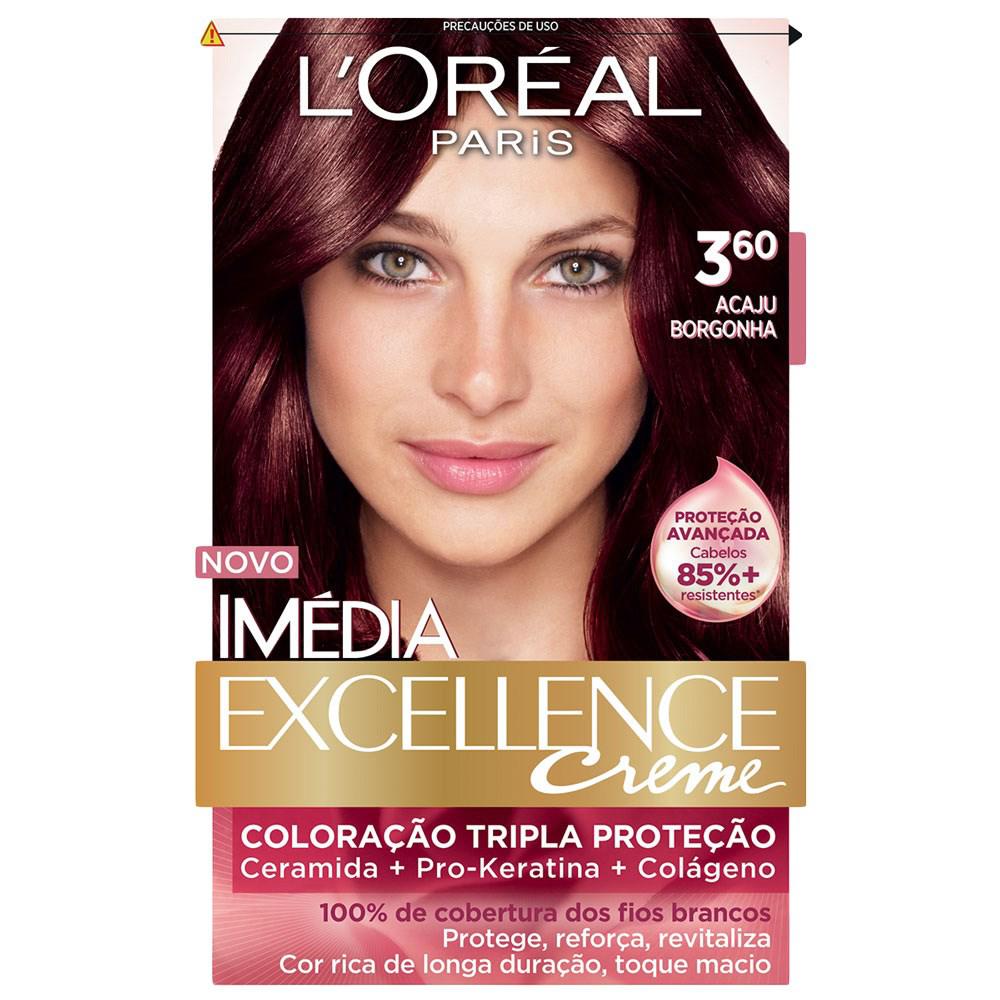 PRECAUÇÕES DE USO
L'ORÉAL
PARiS
3⁶⁰
ACAJU
BORGONHA
PROTEÇÃO
AVANÇADA
Cabelos
85%+
resistentes*
NOVO
IMÉDIA
EXCELLENCE
Creme
COLORAÇÃO TRIPLA PROTEÇÃO
Ceramida + Pro-Keratina + Colágeno
100% de cobertura dos fios brancos
Protege, reforça, revitaliza
Cor rica de longa duração, toque macio